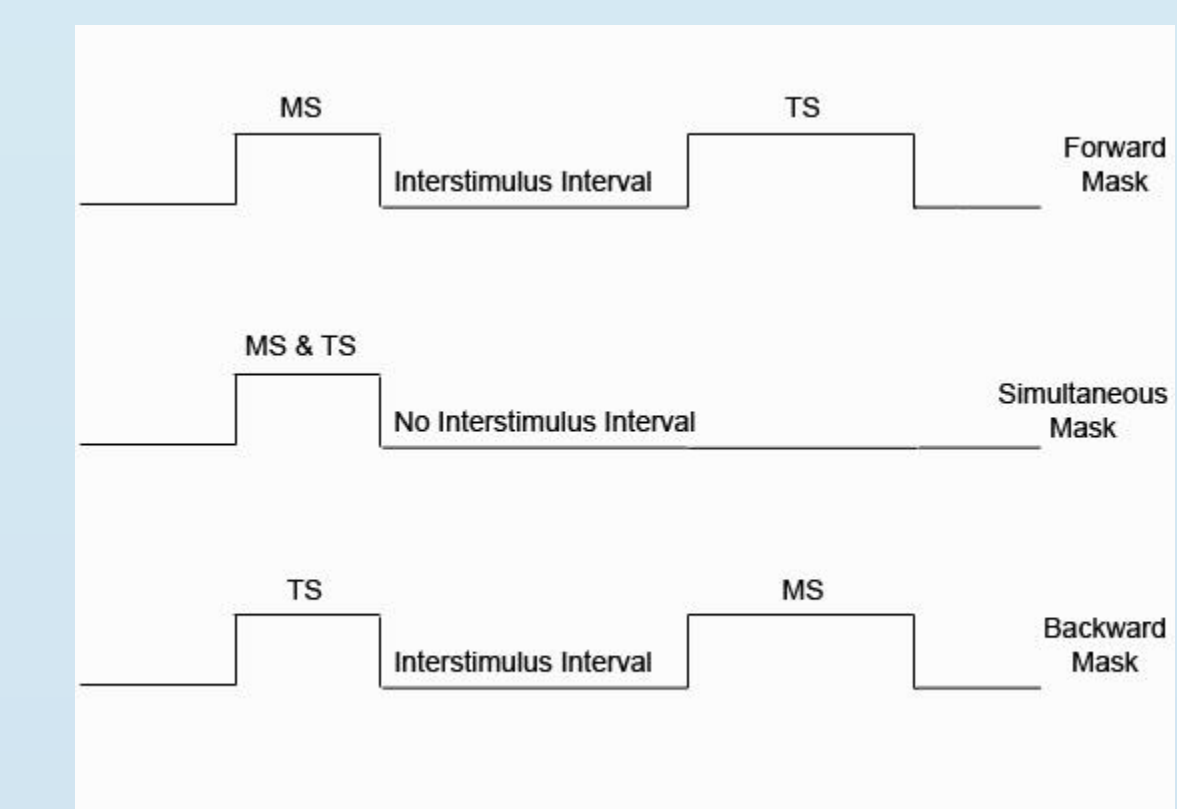 MS
TS
Forward
Mask
Interstimulus Interval
MS & TS
Simultaneous
Mask
No Interstimulus Interval
TS
MS
Backward
Mask
Interstimulus Interval